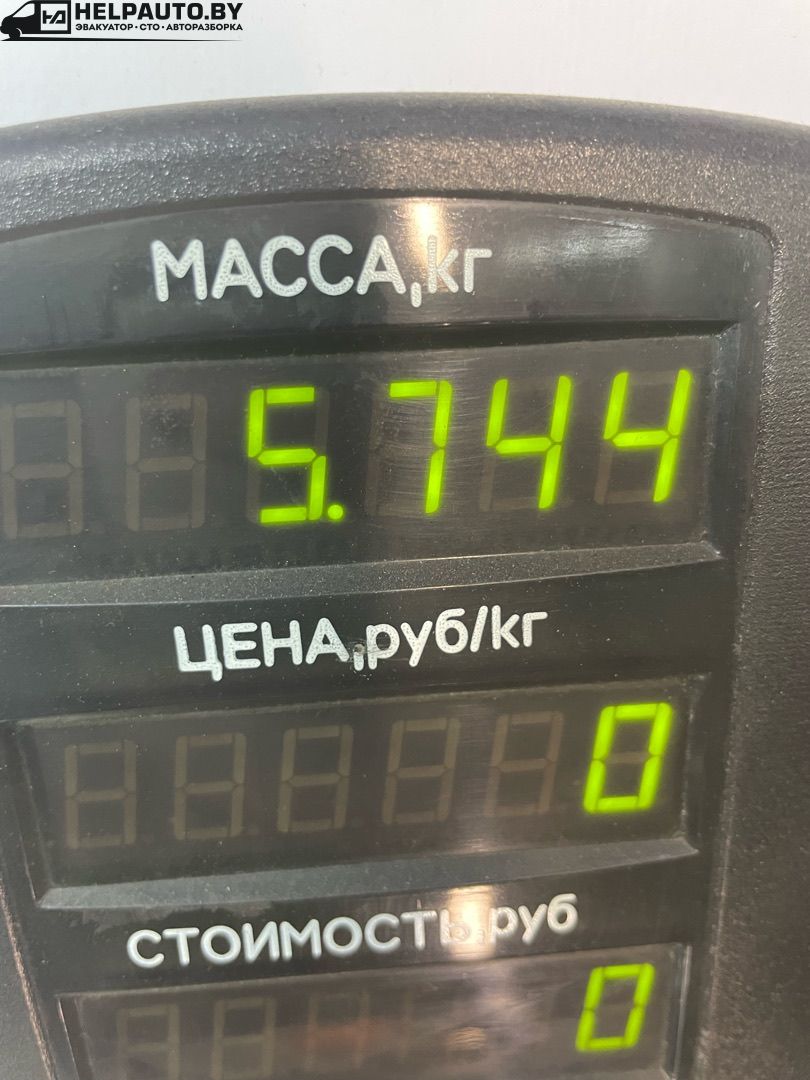 HELPAUTO.BY
ЭВАКУАТОР•СТО•АВТОРАЗБОРКА
МАССА,кг
5.744
ЦЕНА,руб/кг
0
СТОИМОСТЬ,руб
0